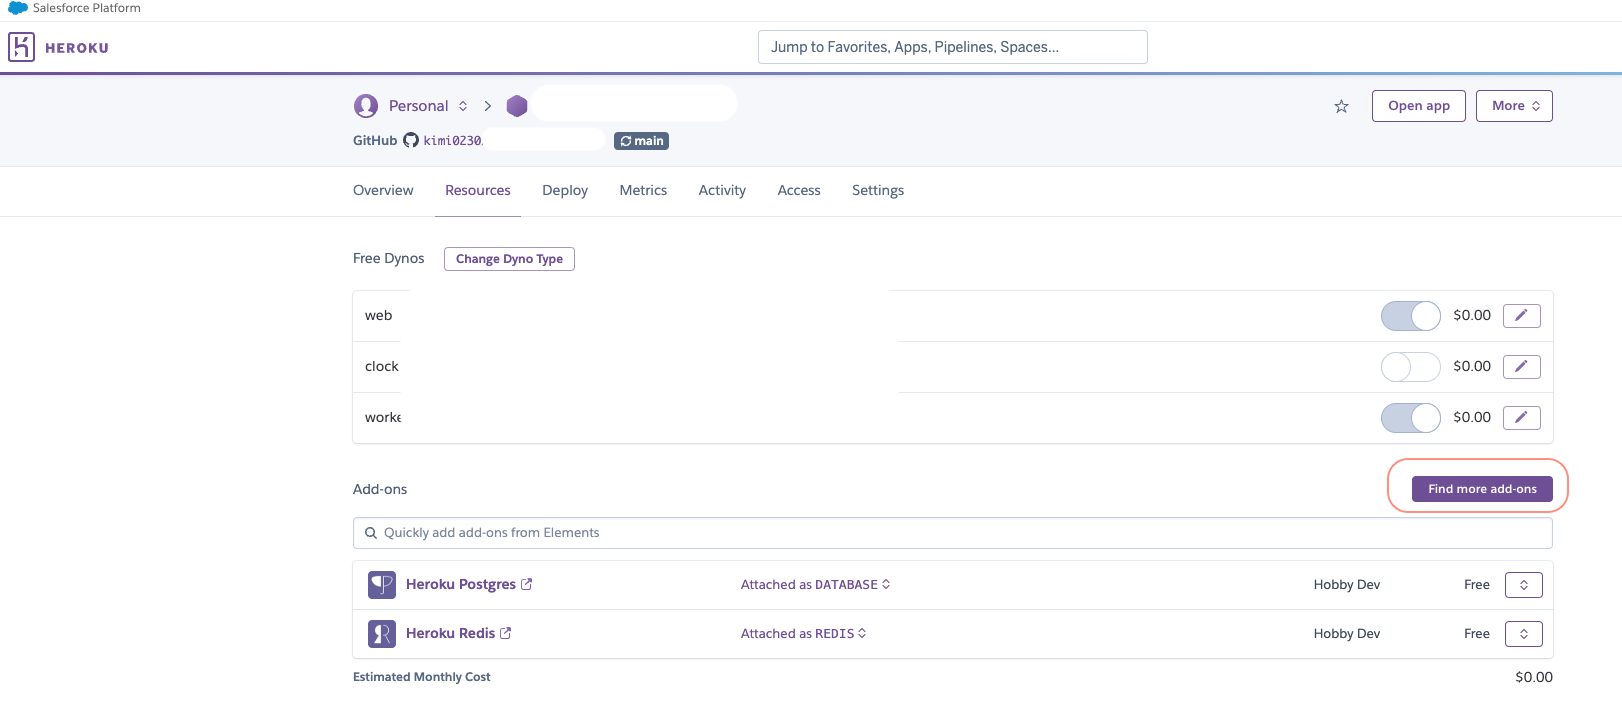 Salesforce Platform
HEROKU
Jump to Favorites, Apps, Pipelines, Spaces...
Personal
Open app
More
GitHub kimi0230
main
Overview Resources Deploy Metrics Activity Access Settings
Free Dynos
Change Dyno Type
web $0.00
clock $0.00
worke $0.00
Add-ons
Find more add-ons
Quickly add add-ons from Elements
Heroku Postgres Attached as DATABASE Hobby Dev Free
Heroku Redis Attached as REDIS Hobby Dev Free
Estimated Monthly Cost $0.00